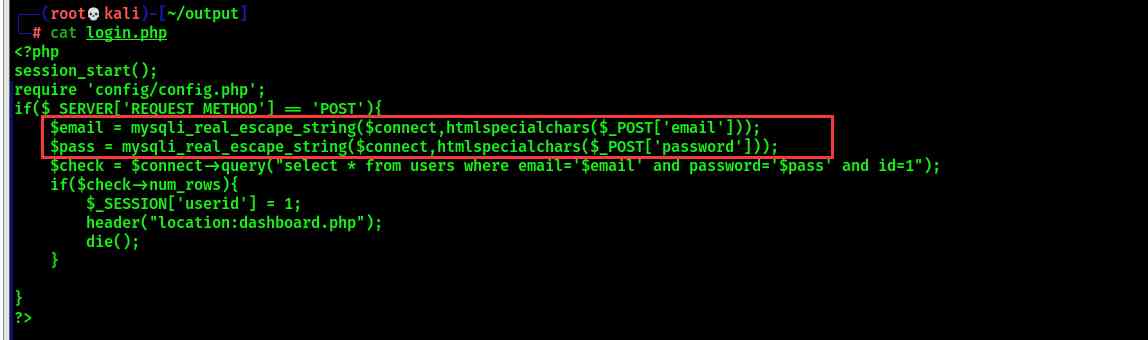 ┌──(root💀kali)-[~/output]
└─# cat login.php
<?php
session_start();
require 'config/config.php';
if($_SERVER['REQUEST_METHOD'] == 'POST'){
    $email = mysqli_real_escape_string($connect,htmlspecialchars($_POST['email']));
    $pass = mysqli_real_escape_string($connect,htmlspecialchars($_POST['password']));
    $check = $connect->query("select * from users where email='$email' and password='$pass' and id=1");
    if($check->num_rows){
        $_SESSION['userid'] = 1;
        header("location:dashboard.php");
        die();
    }
}
?>